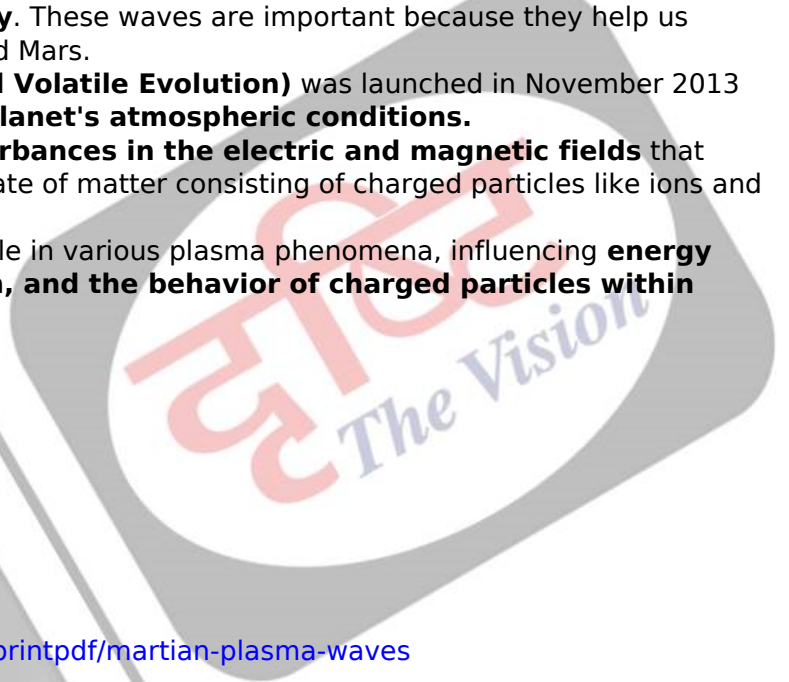 y. These waves are important because they help us
d Mars.
Volatile Evolution) was launched in November 2013
lanet's atmospheric conditions.
rbances in the electric and magnetic fields that
ate of matter consisting of charged particles like ions and
le in various plasma phenomena, influencing energy
, and the behavior of charged particles within
दृष्टि
The Vision
printpdf/martian-plasma-waves